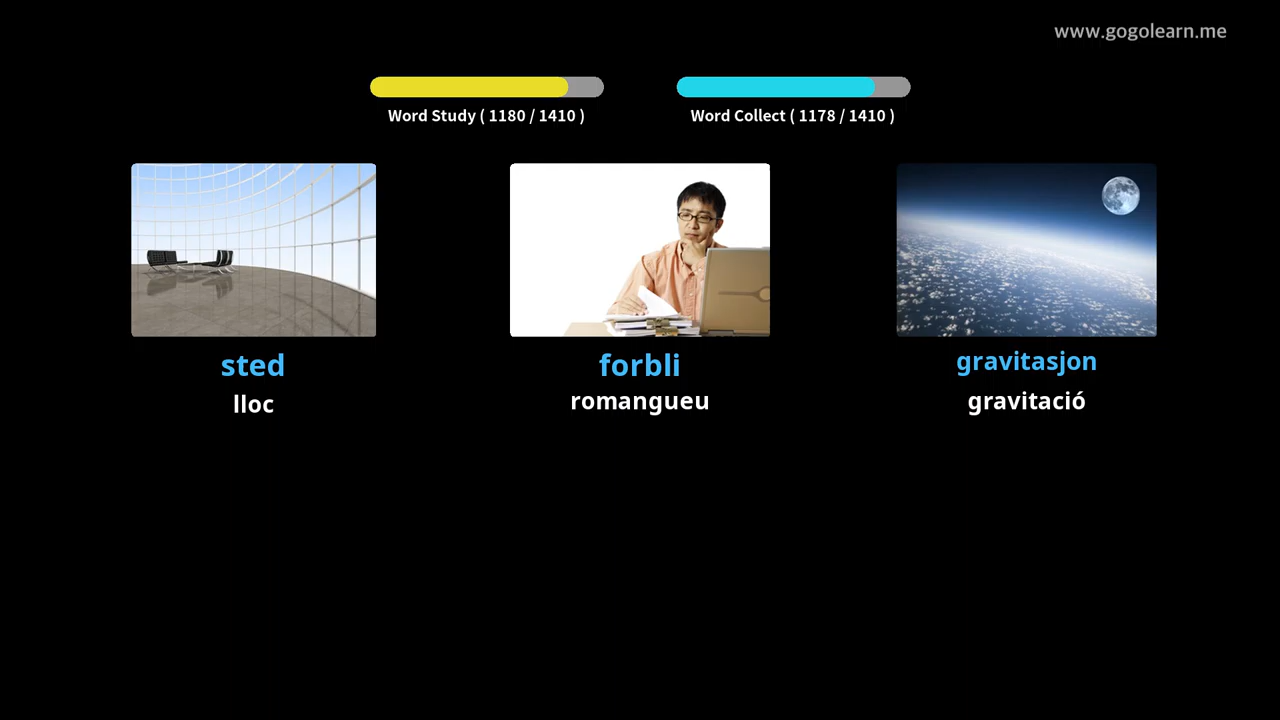 www.gogolearn.me
Word Study ( 1180 / 1410 )
Word Collect ( 1178 / 1410 )
sted
lloc
forbli
romangueu
gravitasjon
gravitació